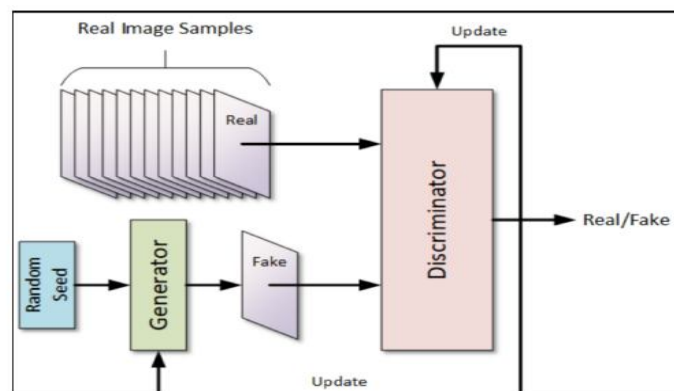 Real Image Samples
Update
Real
Discriminator
Real/Fake
Random
Seed
Generator
Fake
Update